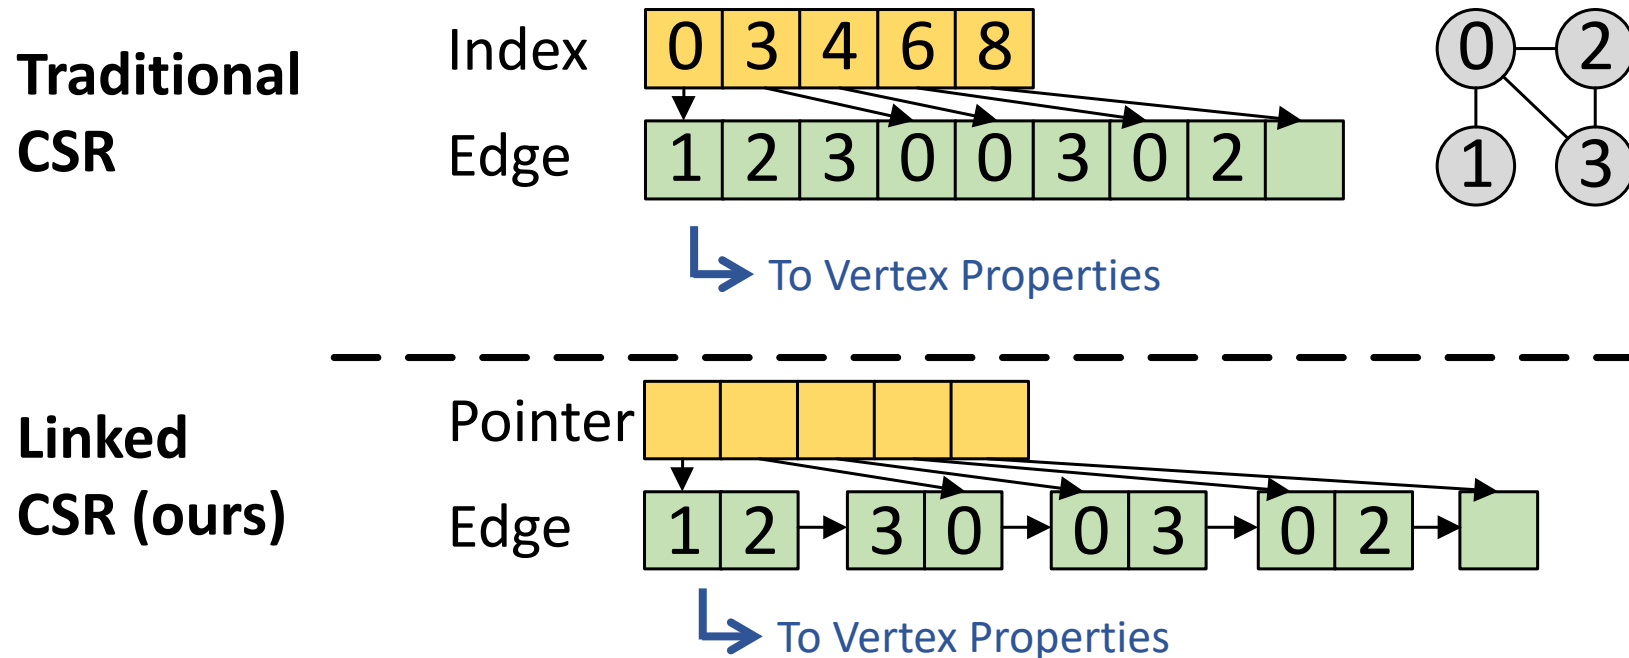 Traditional
CSR
Index 0 3 4 6 8
Edge 1 2 3 0 0 3 0 2
To Vertex Properties
0 2
1 3
Linked
CSR (ours)
Pointer
Edge 1 2 3 0 0 3 0 2
To Vertex Properties